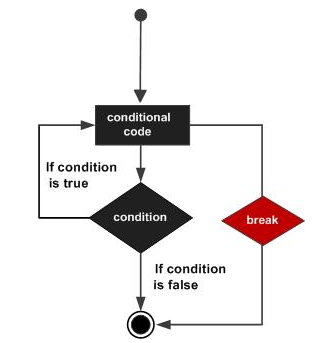 conditional
code
If condition
is true
condition
break
If condition
is false